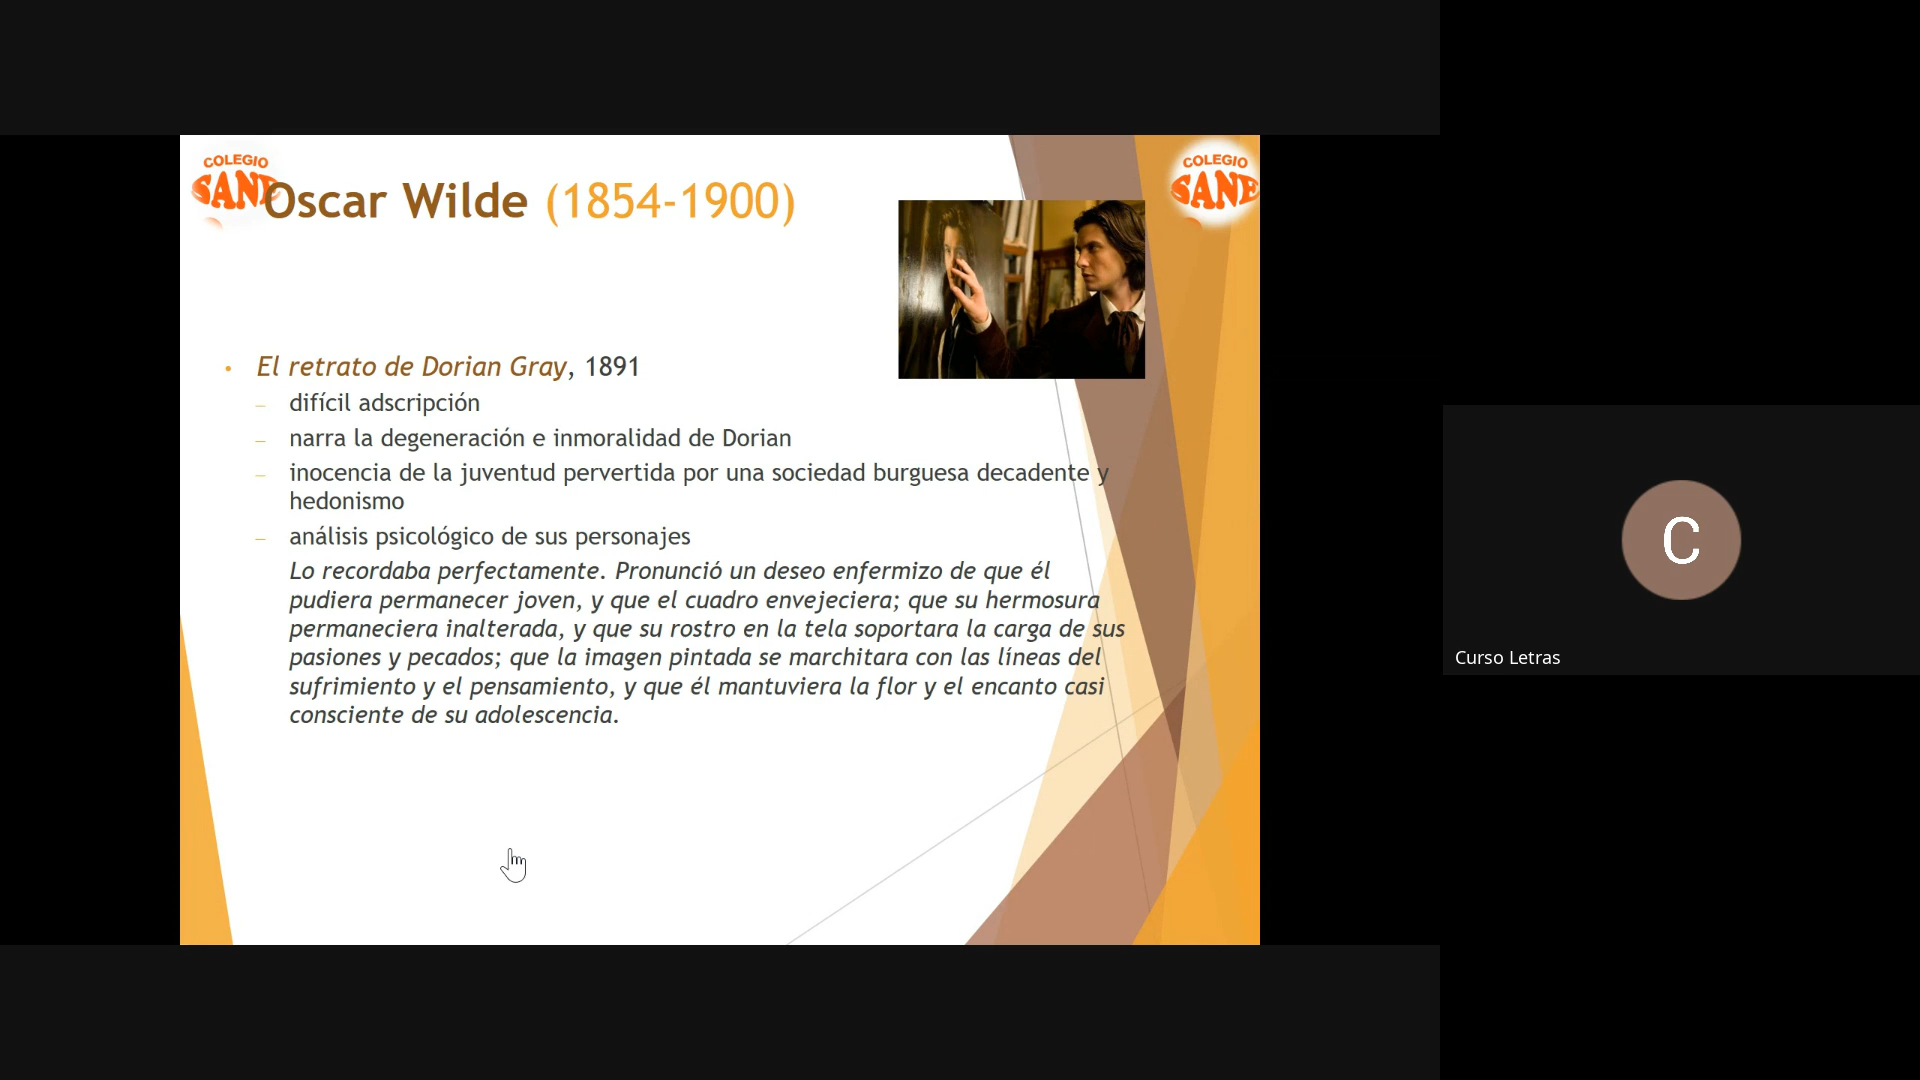 COLEGIO
SANE
Oscar Wilde (1854-1900)
COLEGIO
SANE
• El retrato de Dorian Gray, 1891
– difícil adscripción
– narra la degeneración e inmoralidad de Dorian
– inocencia de la juventud pervertida por una sociedad burguesa decadente y
hedonismo
– análisis psicológico de sus personajes
Lo recordaba perfectamente. Pronunció un deseo enfermizo de que él
pudiera permanecer joven, y que el cuadro envejeciera; que su hermosura
permaneciera inalterada, y que su rostro en la tela soportara la carga de sus
pasiones y pecados; que la imagen pintada se marchitara con las líneas del
sufrimiento y el pensamiento, y que él mantuviera la flor y el encanto casi
consciente de su adolescencia.
C
Curso Letras